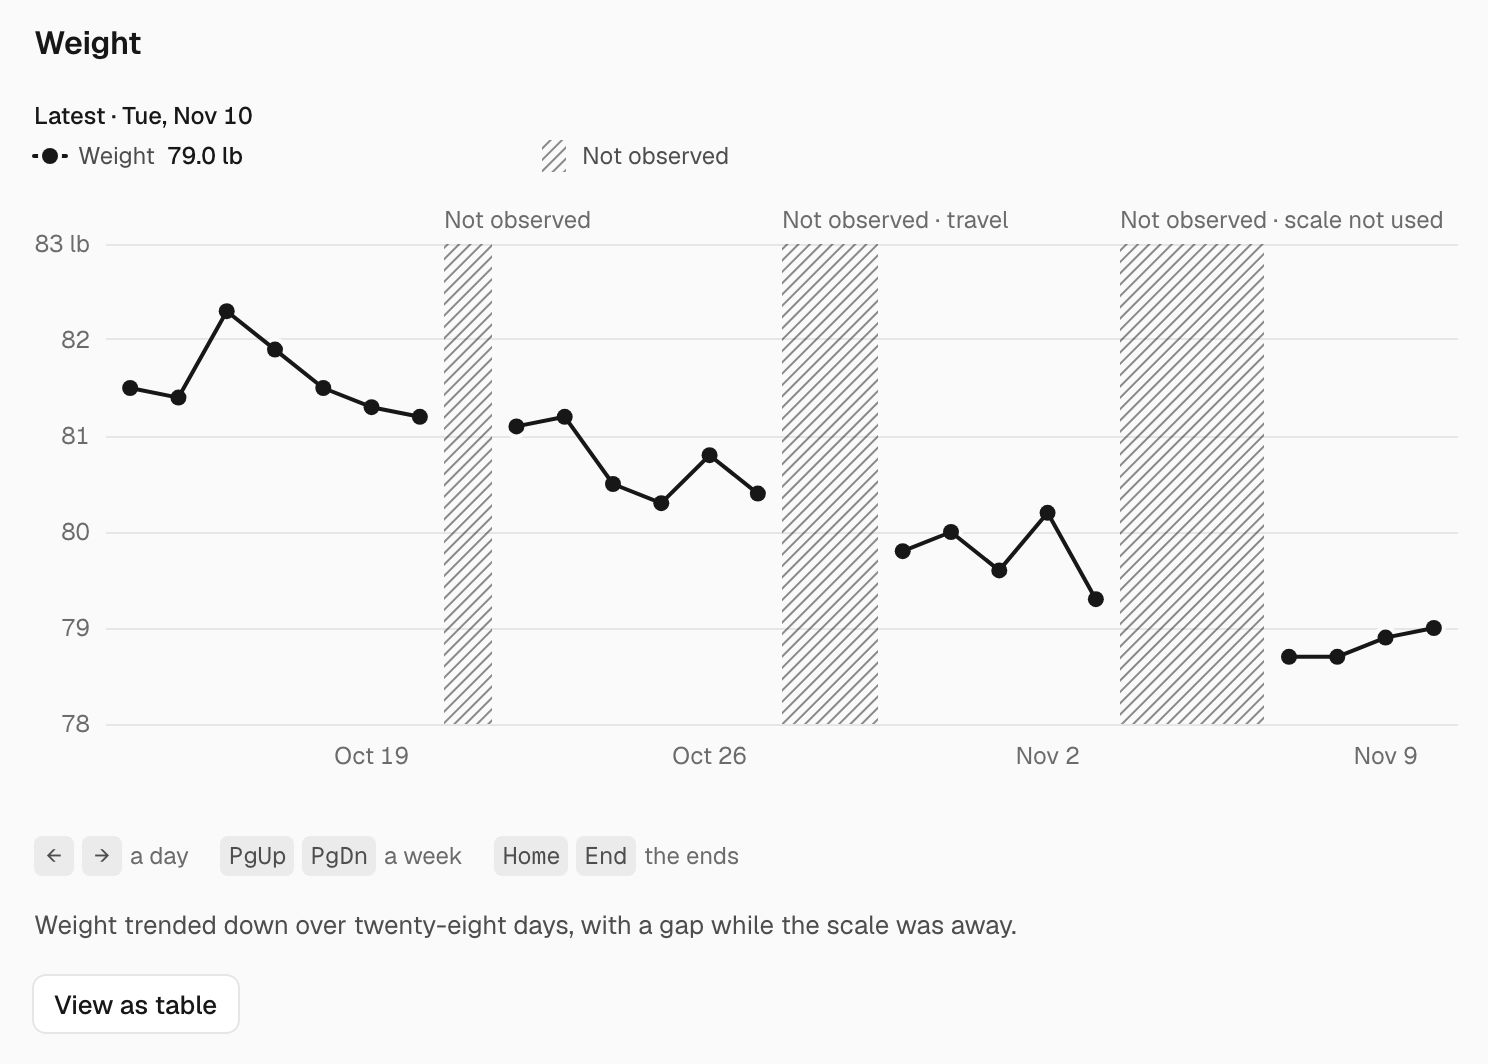 Weight
Latest · Tue, Nov 10
Weight 79.0 lb
Not observed
Not observed
Not observed · travel
Not observed · scale not used
83 lb
82
81
80
79
78
Oct 19
Oct 26
Nov 2
Nov 9
← → a day PgUp PgDn a week Home End the ends
Weight trended down over twenty-eight days, with a gap while the scale was away.
View as table